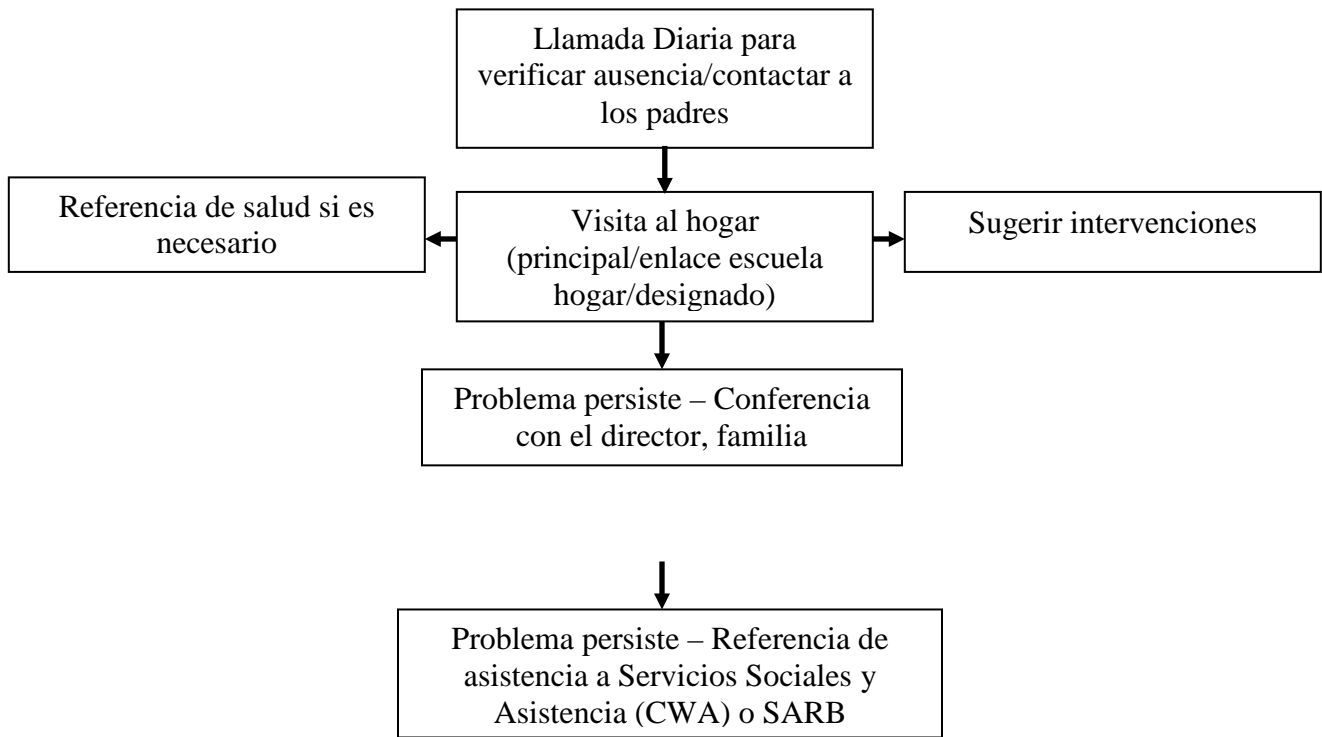 Llamada Diaria para
verificar ausencia/contactar a
los padres
Referencia de salud si es
necesario
Visita al hogar
(principal/enlace escuela
hogar/designado)
Sugerir intervenciones
Problema persiste – Conferencia
con el director, familia
Problema persiste – Referencia de
asistencia a Servicios Sociales y
Asistencia (CWA) o SARB